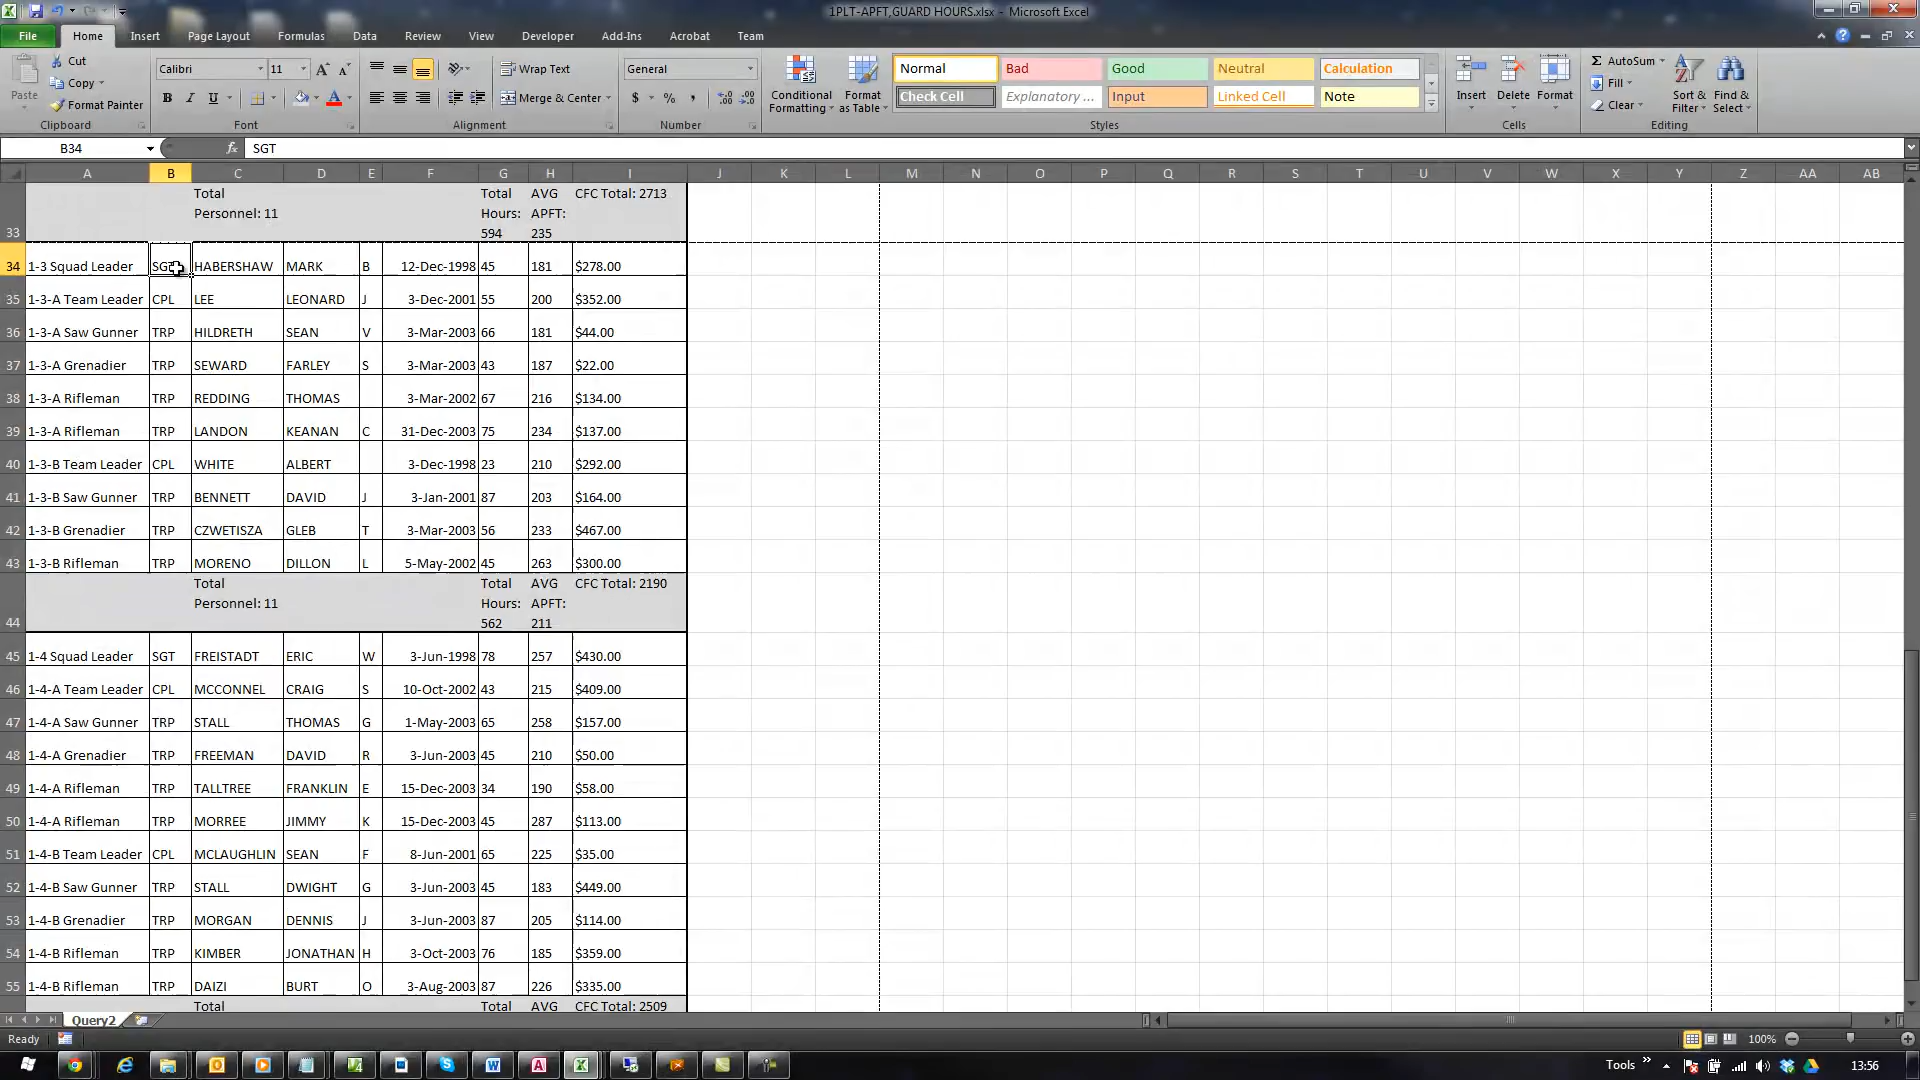 1PLT-APFT,GUARD HOURS.xlsx - Microsoft Excel
File Home Insert Page Layout Formulas Data Review View Developer Add-Ins Acrobat Team
Paste Cut Copy Format Painter Clipboard
Calibri 11 B I U A A A Font
Wrap Text Merge & Center Alignment
General $ % , Number
Conditional Formatting Format as Table
Normal Bad Good Neutral Calculation
Check Cell Explanatory ... Input Linked Cell Note
Styles
Insert Delete Format Cells
Σ AutoSum Fill Clear Sort & Filter Find & Select Editing
B34 fx SGT
A B C D E F G H I J K L M N O P Q R S T U V W X Y Z AA AB
33 Total Personnel: 11 Total Hours: 594 AVG APFT: 235 CFC Total: 2713
34 1-3 Squad Leader SGT HABERSHAW MARK B 12-Dec-1998 45 181 $278.00
35 1-3-A Team Leader CPL LEE LEONARD J 3-Dec-2001 55 200 $352.00
36 1-3-A Saw Gunner TRP HILDRETH SEAN V 3-Mar-2003 66 181 $44.00
37 1-3-A Grenadier TRP SEWARD FARLEY S 3-Mar-2003 43 187 $22.00
38 1-3-A Rifleman TRP REDDING THOMAS 3-Mar-2002 67 216 $134.00
39 1-3-A Rifleman TRP LANDON KEANAN C 31-Dec-2003 75 234 $137.00
40 1-3-B Team Leader CPL WHITE ALBERT 3-Dec-1998 23 210 $292.00
41 1-3-B Saw Gunner TRP BENNETT DAVID J 3-Jan-2001 87 203 $164.00
42 1-3-B Grenadier TRP CZWETISZA GLEB T 3-Mar-2003 56 233 $467.00
43 1-3-B Rifleman TRP MORENO DILLON L 5-May-2002 45 263 $300.00
44 Total Personnel: 11 Total Hours: 562 AVG APFT: 211 CFC Total: 2190
45 1-4 Squad Leader SGT FREISTADT ERIC W 3-Jun-1998 78 257 $430.00
46 1-4-A Team Leader CPL MCCONNEL CRAIG S 10-Oct-2002 43 215 $409.00
47 1-4-A Saw Gunner TRP STALL THOMAS G 1-May-2003 65 258 $157.00
48 1-4-A Grenadier TRP FREEMAN DAVID R 3-Jun-2003 45 210 $50.00
49 1-4-A Rifleman TRP TALLTREE FRANKLIN E 15-Dec-2003 34 190 $58.00
50 1-4-A Rifleman TRP MORREE JIMMY K 15-Dec-2003 45 287 $113.00
51 1-4-B Team Leader CPL MCLAUGHLIN SEAN F 8-Jun-2001 65 225 $35.00
52 1-4-B Saw Gunner TRP STALL DWIGHT G 3-Jun-2003 45 183 $449.00
53 1-4-B Grenadier TRP MORGAN DENNIS J 3-Jun-2003 87 205 $114.00
54 1-4-B Rifleman TRP KIMBER JONATHAN H 3-Oct-2003 76 185 $359.00
55 1-4-B Rifleman TRP DAIZI BURT O 3-Aug-2003 87 226 $335.00
Total Total AVG CFC Total: 2509
Query2
Ready 100%
Tools » 13:56